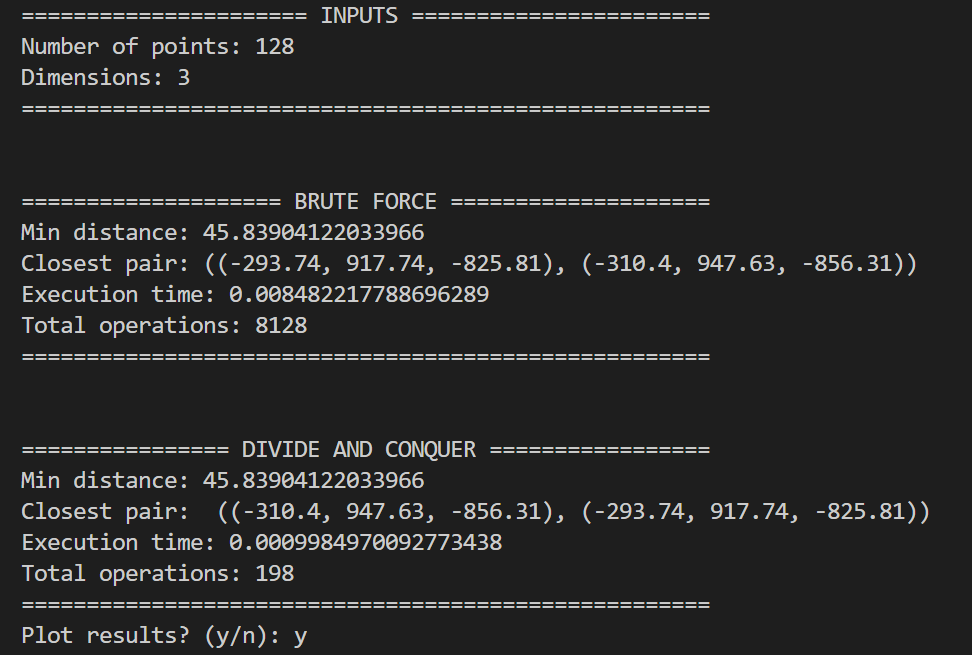 ====================== INPUTS =======================
Number of points: 128
Dimensions: 3
=====================================================
==================== BRUTE FORCE ====================
Min distance: 45.83904122033966
Closest pair: ((-293.74, 917.74, -825.81), (-310.4, 947.63, -856.31))
Execution time: 0.008482217788696289
Total operations: 8128
=====================================================
================ DIVIDE AND CONQUER =================
Min distance: 45.83904122033966
Closest pair:  ((-310.4, 947.63, -856.31), (-293.74, 917.74, -825.81))
Execution time: 0.0009984970092773438
Total operations: 198
=====================================================
Plot results? (y/n): y